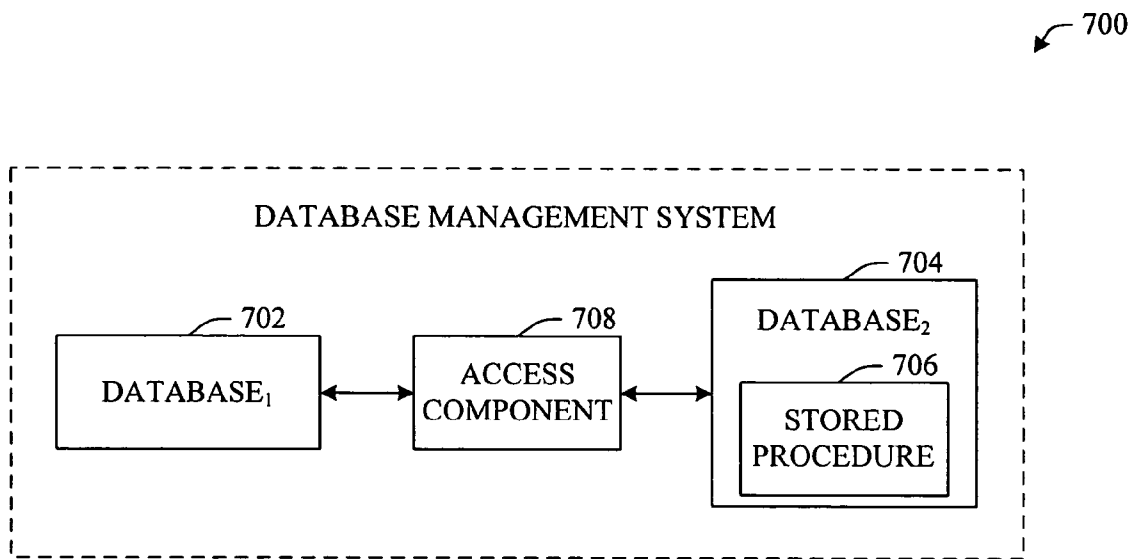 700
DATABASE MANAGEMENT SYSTEM
704
702
708
DATABASE₂
706
DATABASE₁
ACCESS
COMPONENT
STORED
PROCEDURE